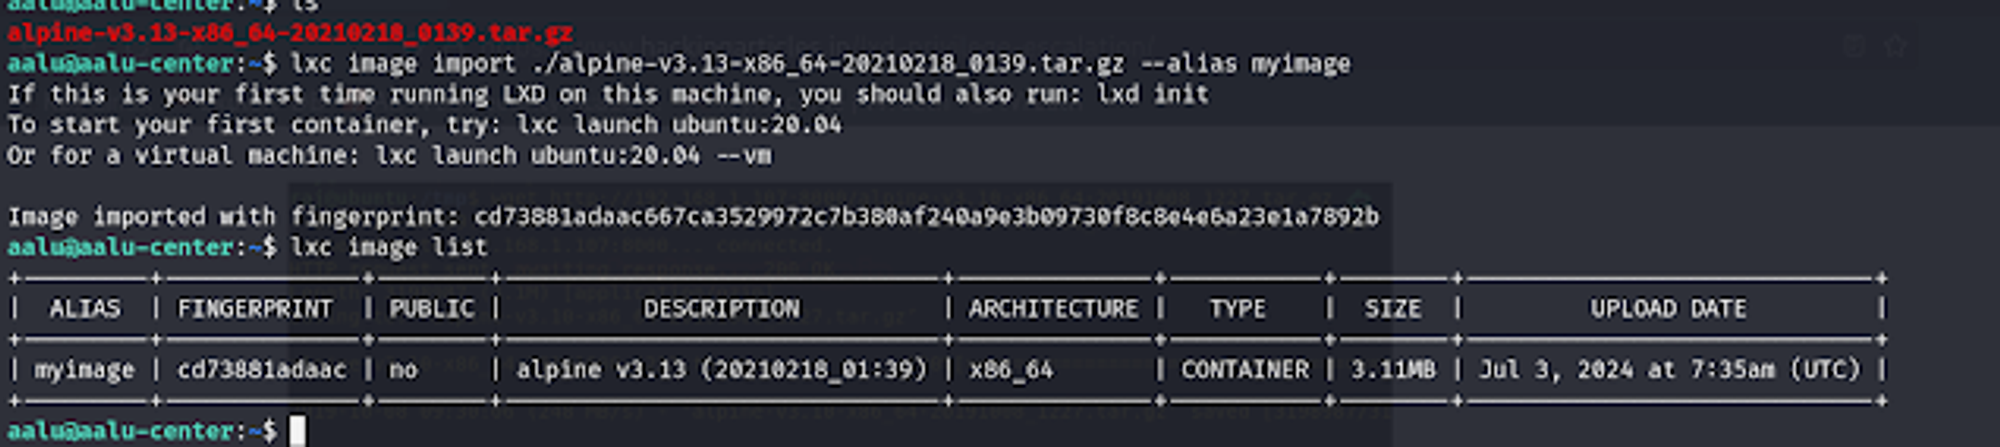 aalu@aalu-center:~$ ls
alpine-v3.13-x86_64-20210218_0139.tar.gz
aalu@aalu-center:~$ lxc image import ./alpine-v3.13-x86_64-20210218_0139.tar.gz --alias myimage
If this is your first time running LXD on this machine, you should also run: lxd init
To start your first container, try: lxc launch ubuntu:20.04
Or for a virtual machine: lxc launch ubuntu:20.04 --vm
Image imported with fingerprint: cd73881adaac667ca3529972c7b380af240a9e3b09730f8c8e4e6a23e1a7892b
aalu@aalu-center:~$ lxc image list
| ALIAS | FINGERPRINT | PUBLIC | DESCRIPTION | ARCHITECTURE | TYPE | SIZE | UPLOAD DATE |
| myimage | cd73881adaac | no | alpine v3.13 (20210218_01:39) | x86_64 | CONTAINER | 3.11MB | Jul 3, 2024 at 7:35am (UTC) |
aalu@aalu-center:~$